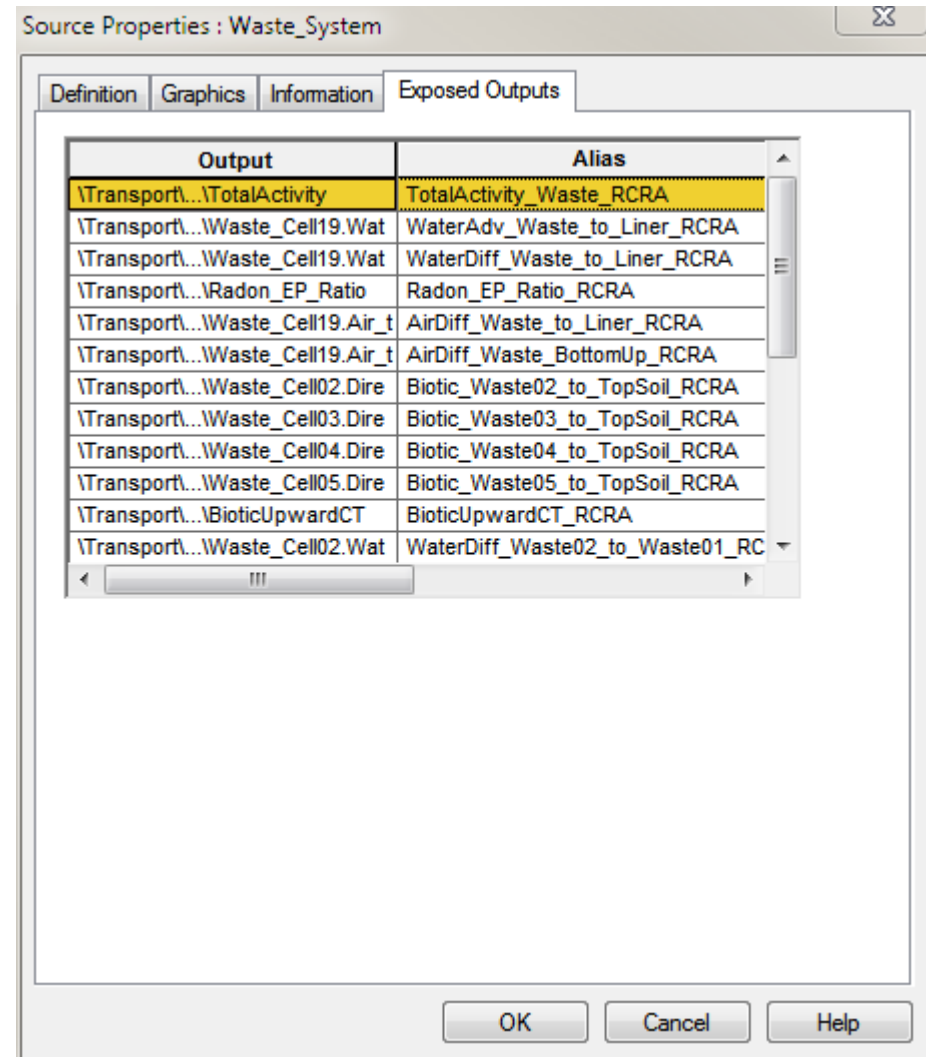 Source Properties : Waste_System
Definition Graphics Information Exposed Outputs
Output Alias
\Transport\...\TotalActivity TotalActivity_Waste_RCRA
\Transport\...\Waste_Cell19.Wat WaterAdv_Waste_to_Liner_RCRA
\Transport\...\Waste_Cell19.Wat WaterDiff_Waste_to_Liner_RCRA
\Transport\...\Radon_EP_Ratio Radon_EP_Ratio_RCRA
\Transport\...\Waste_Cell19.Air_t AirDiff_Waste_to_Liner_RCRA
\Transport\...\Waste_Cell19.Air_t AirDiff_Waste_BottomUp_RCRA
\Transport\...\Waste_Cell02.Dire Biotic_Waste02_to_TopSoil_RCRA
\Transport\...\Waste_Cell03.Dire Biotic_Waste03_to_TopSoil_RCRA
\Transport\...\Waste_Cell04.Dire Biotic_Waste04_to_TopSoil_RCRA
\Transport\...\Waste_Cell05.Dire Biotic_Waste05_to_TopSoil_RCRA
\Transport\...\BioticUpwardCT BioticUpwardCT_RCRA
\Transport\...\Waste_Cell02.Wat WaterDiff_Waste02_to_Waste01_RC
OK Cancel Help